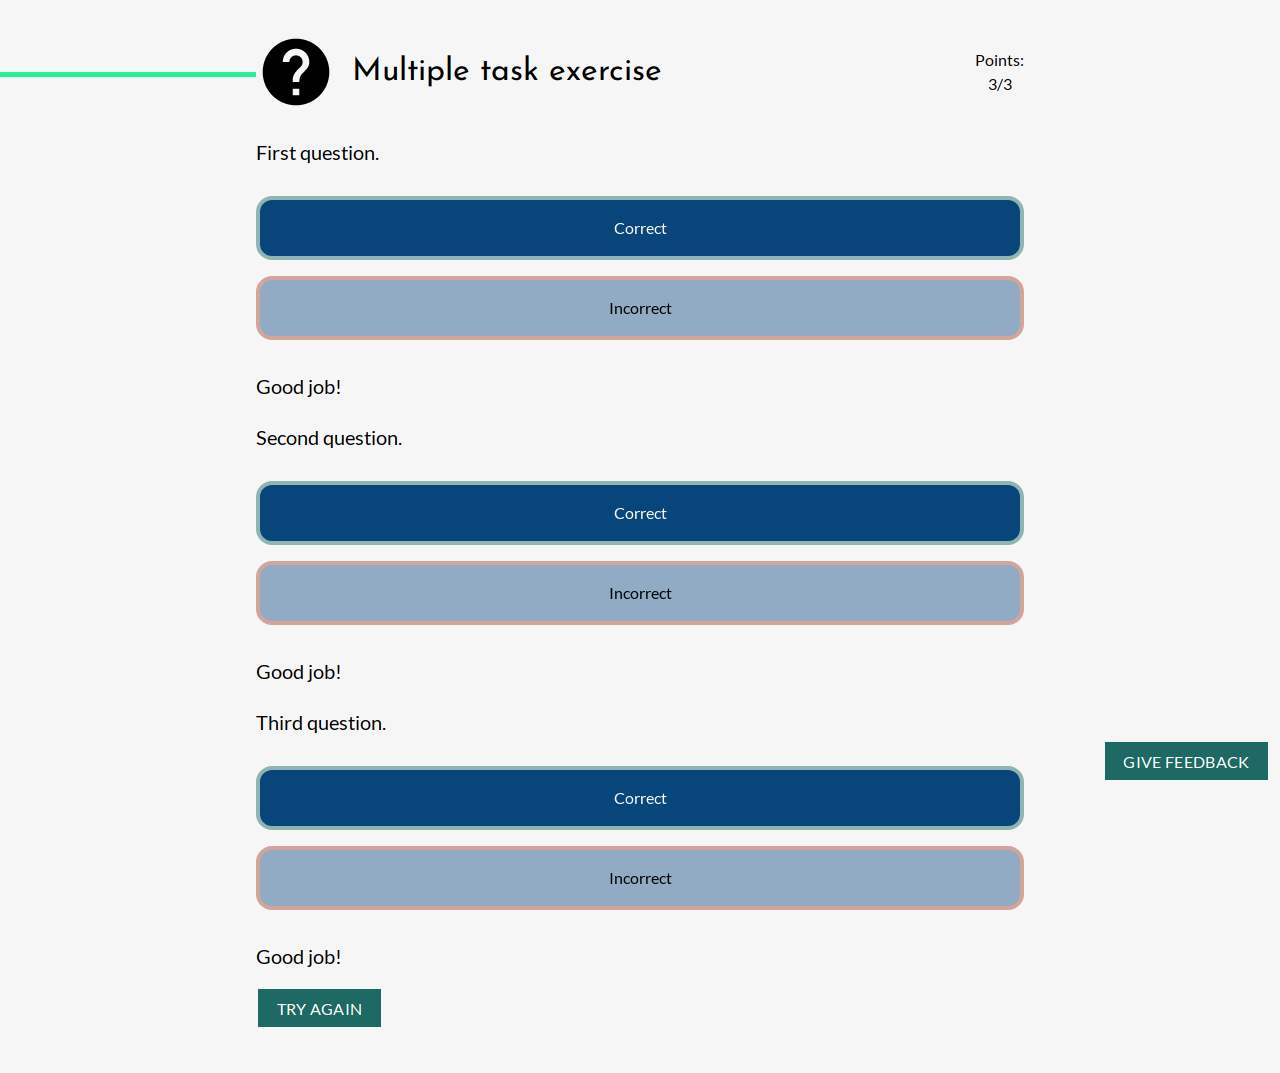 Multiple task exercise
Points:
3/3
First question.
Correct
Incorrect
Good job!
Second question.
Correct
Incorrect
Good job!
Third question.
GIVE FEEDBACK
Correct
Incorrect
Good job!
TRY AGAIN